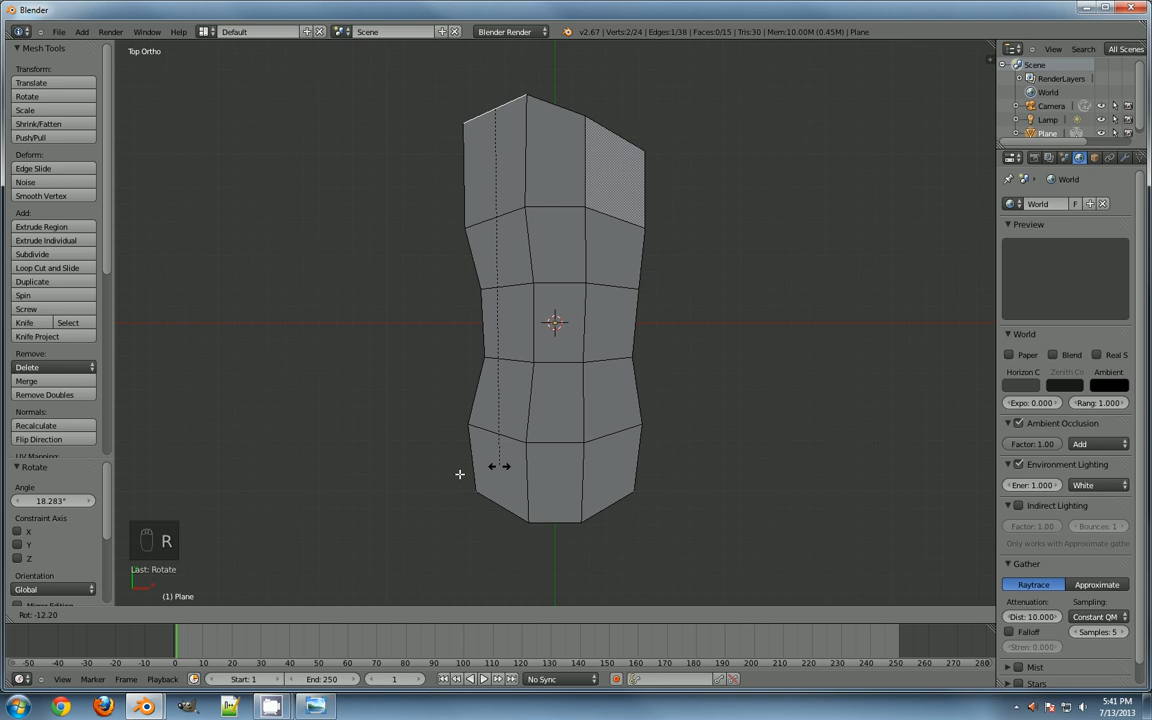 Blender
File Add Render Window Help
Default
Scene
Blender Render
v2.67 | Verts:2/24 | Edges:1/38 | Faces:0/15 | Tris:30 | Mem:10.00M (0.45M) | Plane
Mesh Tools
Transform:
Translate
Rotate
Scale
Shrink/Fatten
Push/Pull
Deform:
Edge Slide
Noise
Smooth Vertex
Add:
Extrude Region
Extrude Individual
Subdivide
Loop Cut and Slide
Duplicate
Spin
Screw
Knife Select
Knife Project
Remove:
Delete
Merge
Remove Doubles
Normals:
Recalculate
Flip Direction
Rotate
Angle
18.283°
Constraint Axis
X
Y
Z
Orientation
Global
Top Ortho
R
Last: Rotate
(1) Plane
Rot: -12.20
View Search All Scenes
Scene
RenderLayers
World
Camera
Lamp
Plane
World
World F
Preview
World
Paper Blend Real S
Horizon C Zenith Co Ambient
Expo: 0.000 Rang: 1.000
Ambient Occlusion
Factor: 1.00 Add
Environment Lighting
Ener: 1.000 White
Indirect Lighting
Factor: 1.00 Bounces: 1
Only works with Approximate gathe
Gather
Raytrace Approximate
Attenuation: Sampling:
Dist: 10.000 Constant QM
Falloff Samples: 5
Stren: 0.000
Mist
Stars
-50 -40 -30 -20 -10 0 10 20 30 40 50 60 70 80 90 100 110 120 130 140 150 160 170 180 190 200 210 220 230 240 250 260 270 280
View Marker Frame Playback Start: 1 End: 250 1 No Sync
5:41 PM
7/13/2013